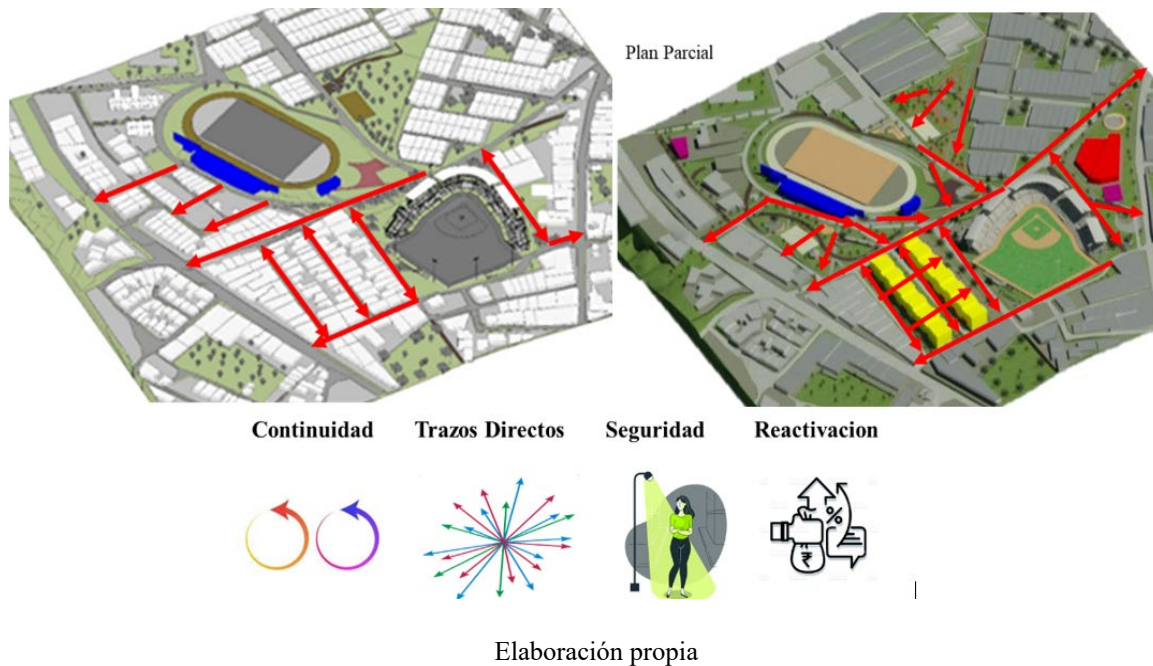 Plan Parcial
Continuidad Trazos Directos Seguridad Reactivacion
%
₹
Elaboración propia